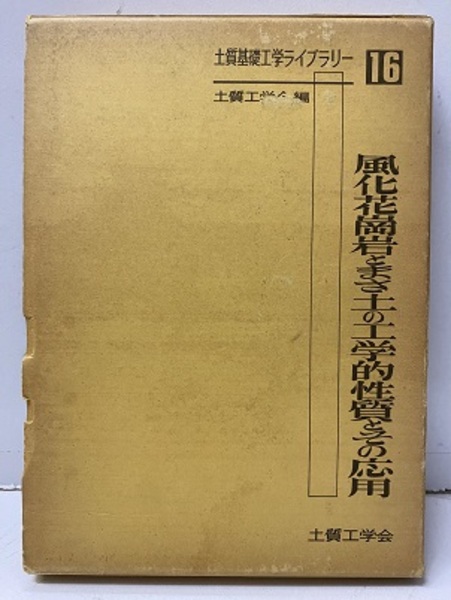 土質基礎工学ライブラリー 16
土質工学会 編
風化花崗岩とまさ土の工学的性質とその応用
土質工学会